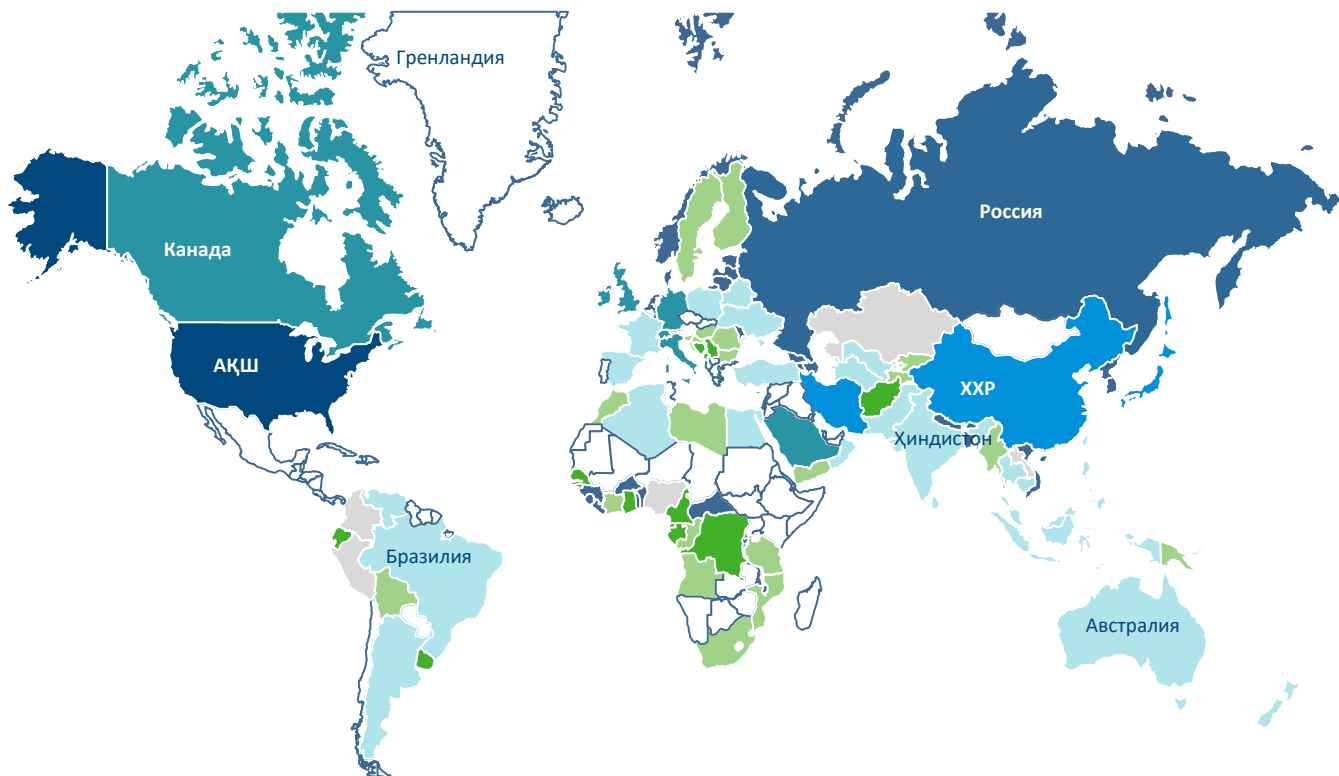 Гренландия
Россия
Канада
АҚШ
ХХР
Ҳиндистон
Бразилия
Австралия